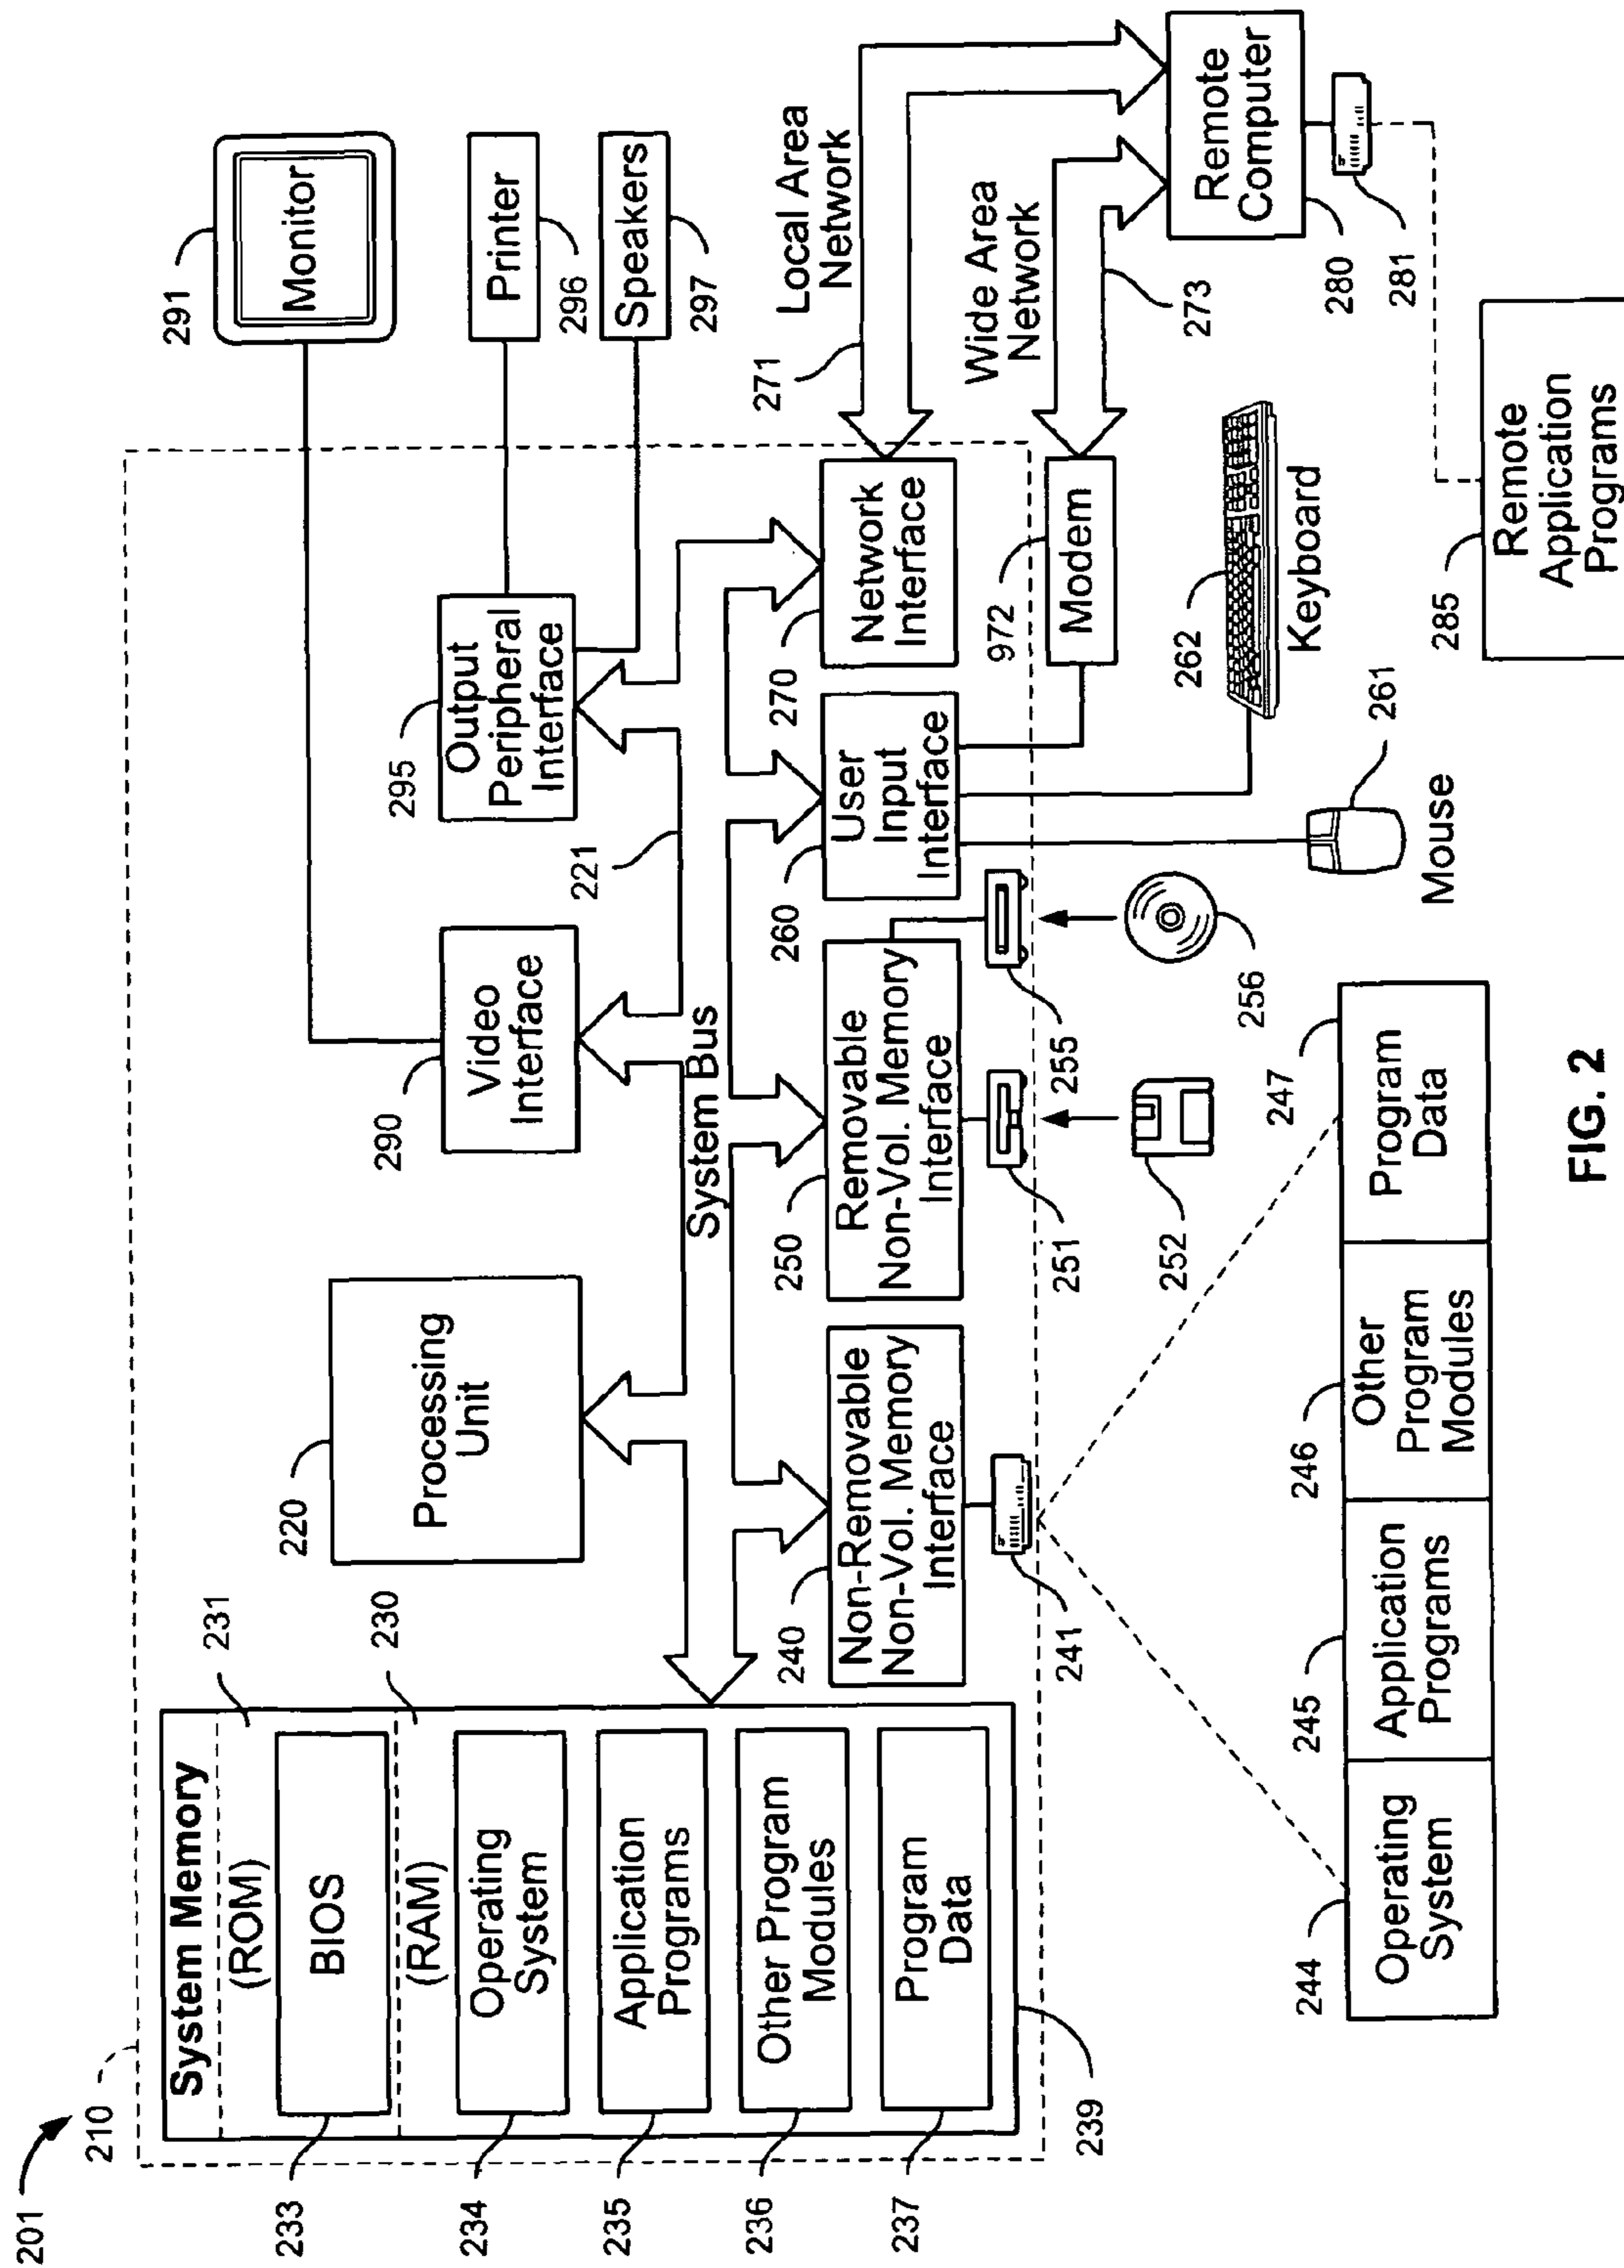 201
210
System Memory
(ROM)
231
BIOS
233
(RAM)
230
Operating
System
234
Application
Programs
235
Other Program
Modules
236
Program
Data
237
239
220
Processing
Unit
290
Video
Interface
295
Output
Peripheral
Interface
291
Monitor
Printer
296
Speakers
297
221
System Bus
240
Non-Removable
Non-Vol. Memory
Interface
250
Removable
Non-Vol. Memory
Interface
260
User
Input
Interface
270
Network
Interface
271
Local Area
Network
Wide Area
Network
273
972
Modem
Remote
Computer
280
281
241
251
255
252
256
262
Keyboard
261
Mouse
285
Remote
Application
Programs
244
Operating
System
245
Application
Programs
246
Other
Program
Modules
247
Program
Data
FIG. 2